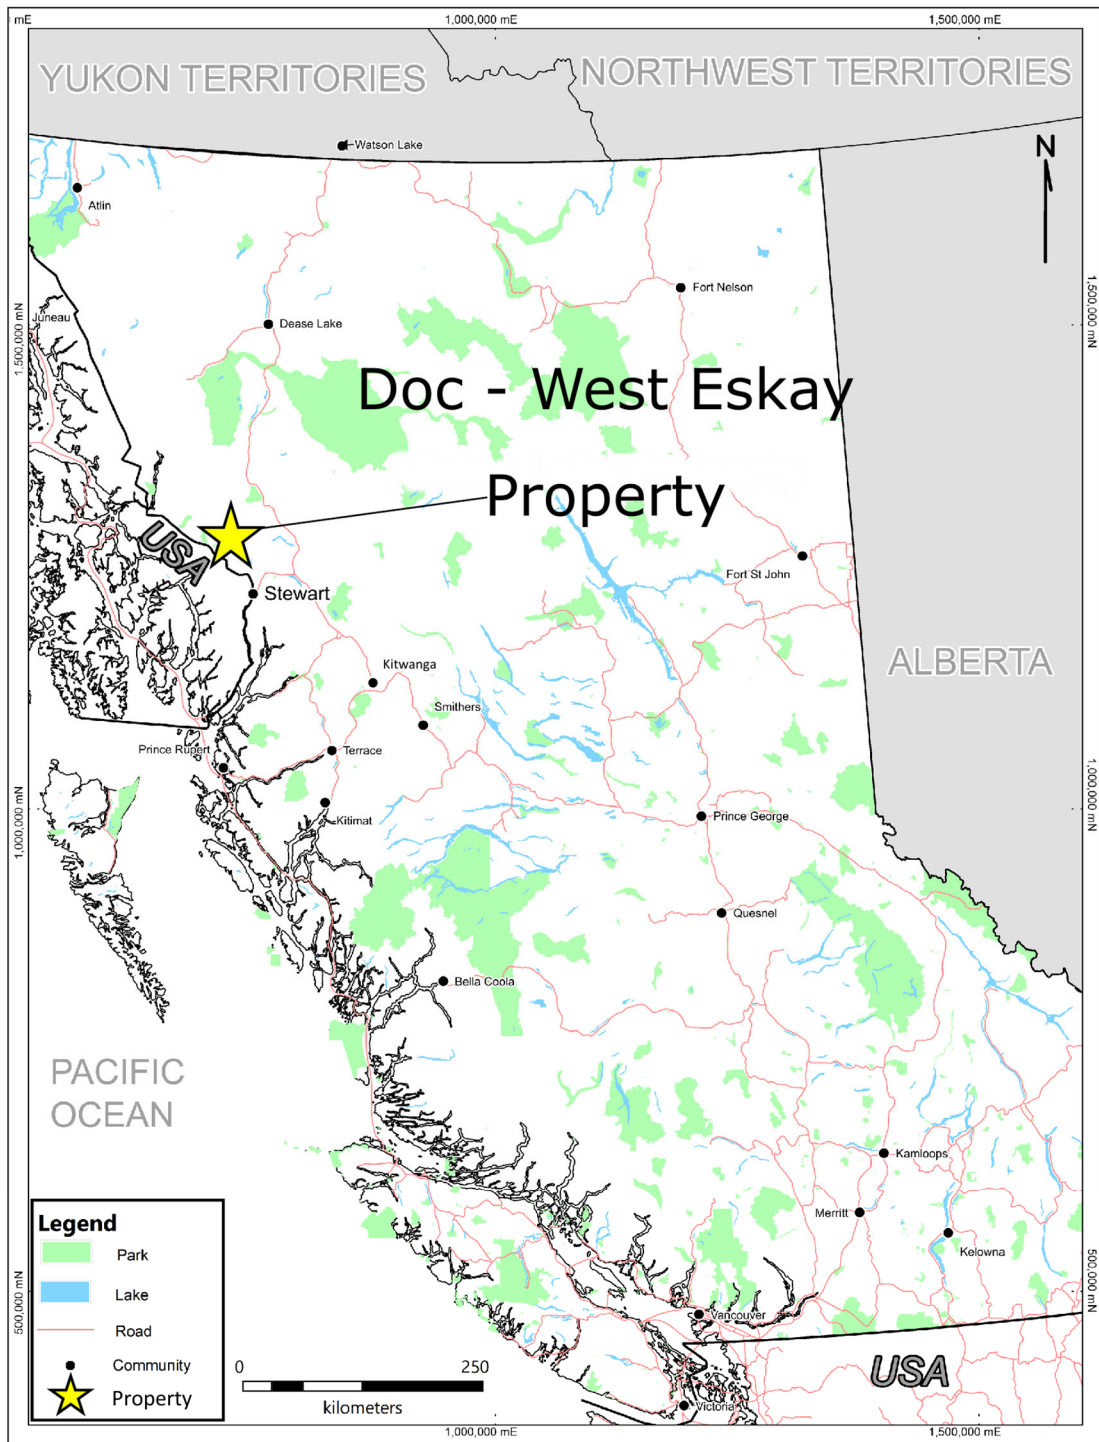 mE
1,000,000 mE
1,500,000 mE
YUKON TERRITORIES
NORTHWEST TERRITORIES
Watson Lake
N
Atlin
Fort Nelson
1,500,000 mN
Juneau
Dease Lake
1,500,000 mN
Doc - West Eskay
Property
USA
Fort St John
Stewart
ALBERTA
Kitwanga
Smithers
Prince Rupert
Terrace
1,000,000 mN
Kitimat
Prince George
1,000,000 mN
Quesnel
Bella Coola
PACIFIC
OCEAN
Kamloops
Merritt
Kelowna
Legend
Park
Lake
Road
Community
Property
500,000 mN
500,000 mN
Vancouver
0
250
kilometers
USA
Victoria
1,000,000 mE
1,500,000 mE